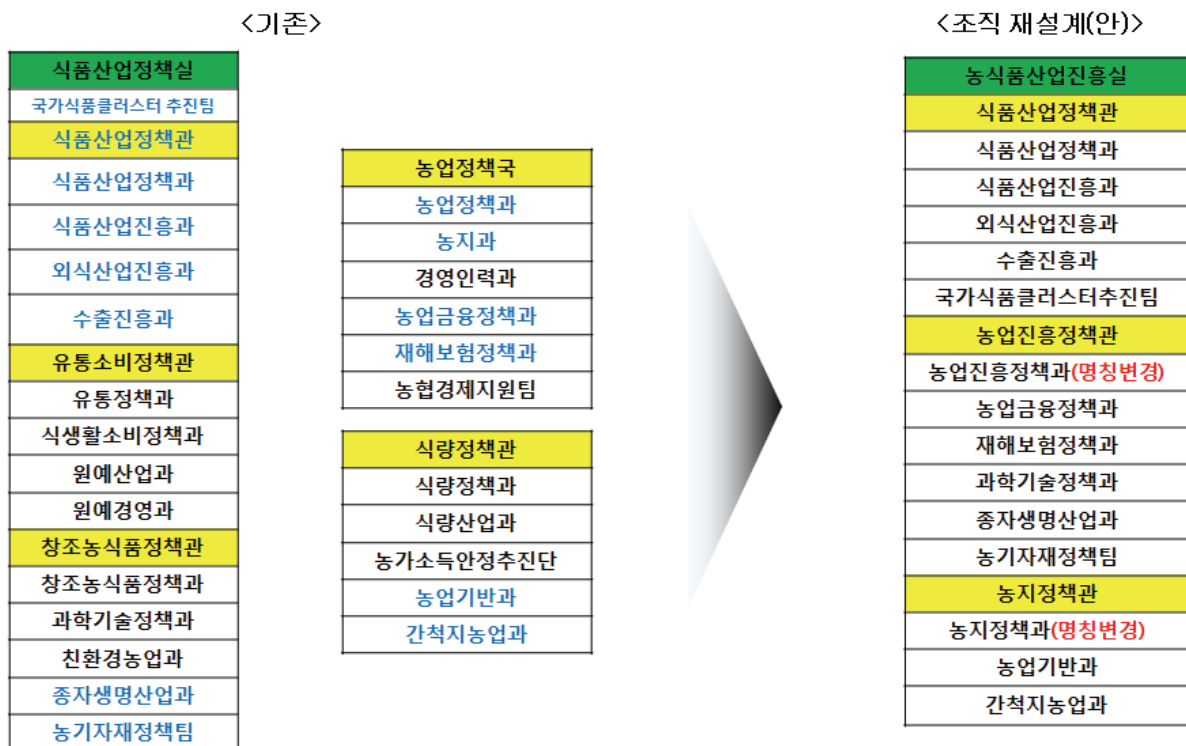 <기존>
식품산업정책실
국가식품클러스터 추진팀
식품산업정책관
식품산업정책과
식품산업진흥과
외식산업진흥과
수출진흥과
유통소비정책관
유통정책과
식생활소비정책과
원예산업과
원예경영과
창조농식품정책관
창조농식품정책과
과학기술정책과
친환경농업과
종자생명산업과
농기자재정책팀
농업정책국
농업정책과
농지과
경영인력과
농업금융정책과
재해보험정책과
농협경제지원팀
식량정책관
식량정책과
식량산업과
농가소득안정추진단
농업기반과
간척지농업과
<조직 재설계(안)>
농식품산업진흥실
식품산업정책관
식품산업정책과
식품산업진흥과
외식산업진흥과
수출진흥과
국가식품클러스터추진팀
농업진흥정책관
농업진흥정책과(명칭변경)
농업금융정책과
재해보험정책과
과학기술정책과
종자생명산업과
농기자재정책팀
농지정책관
농지정책과(명칭변경)
농업기반과
간척지농업과